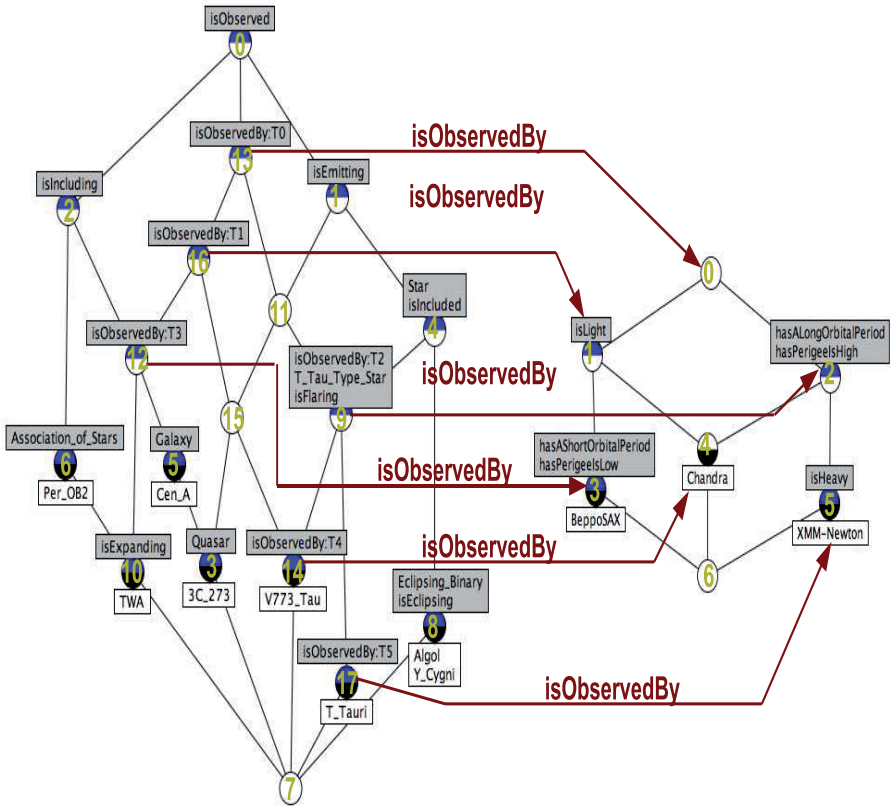 isObserved
0
isObservedBy:T0
13
isObservedBy
isEmitting
1
isIncluding
2
isObservedBy
isObservedBy:T1
16
0
Star
isIncluded
4
11
isObservedBy:T3
12
isLight
1
hasALongOrbitalPeriod
hasPerigeeIsHigh
2
isObservedBy:T2
T_Tau_Type_Star
isFlaring
9
isObservedBy
15
Association_of_Stars
6
Per_OB2
Galaxy
5
Cen_A
isObservedBy
hasAShortOrbitalPeriod
hasPerigeeIsLow
3
BeppoSAX
4
Chandra
isHeavy
5
XMM-Newton
isExpanding
10
TWA
Quasar
3
3C_273
isObservedBy:T4
14
V773_Tau
isObservedBy
6
Eclipsing_Binary
isEclipsing
8
Algol
Y_Cygni
isObservedBy:T5
17
T_Tauri
isObservedBy
7